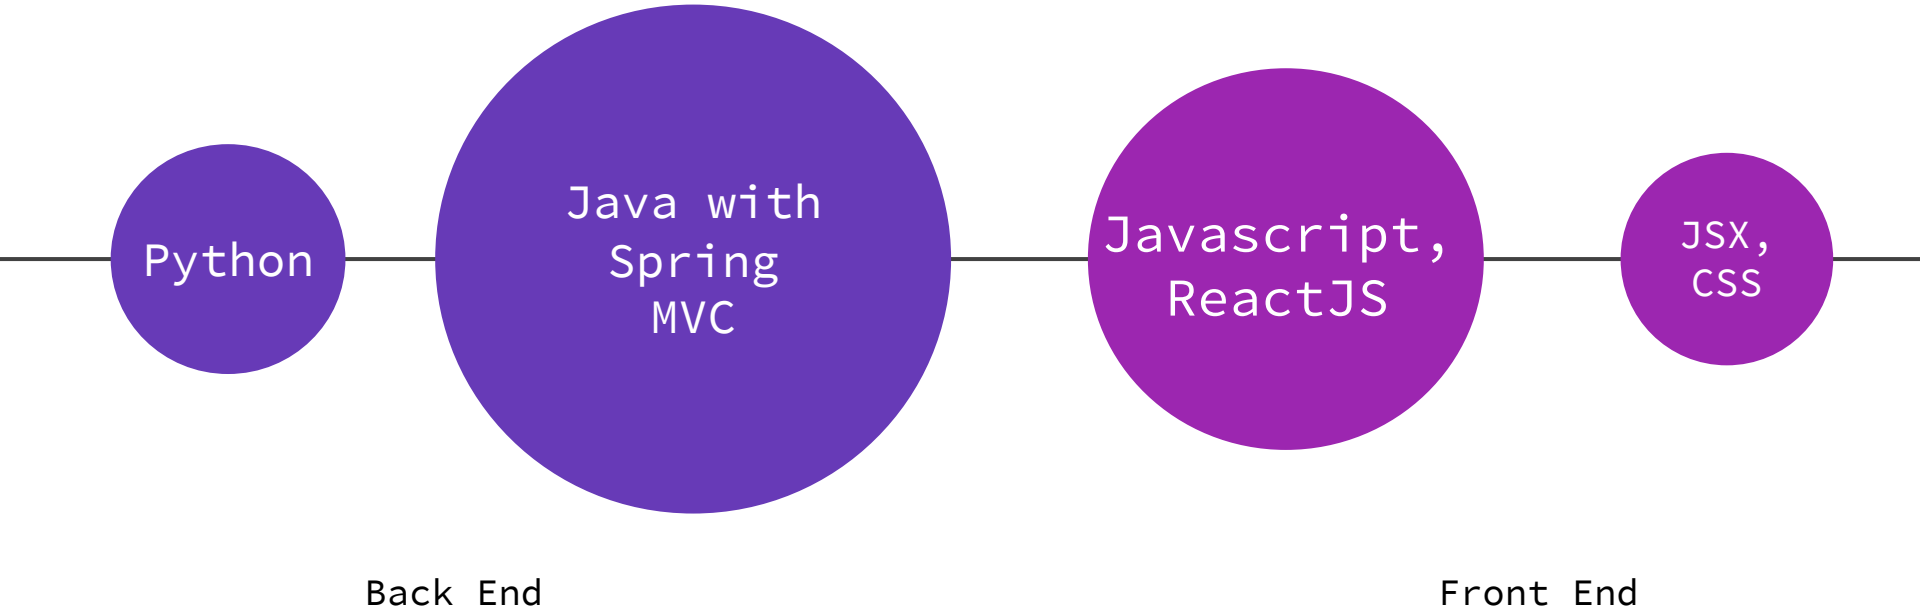 Python
Java with
Spring
MVC
Javascript,
ReactJS
JSX,
CSS
Back End
Front End